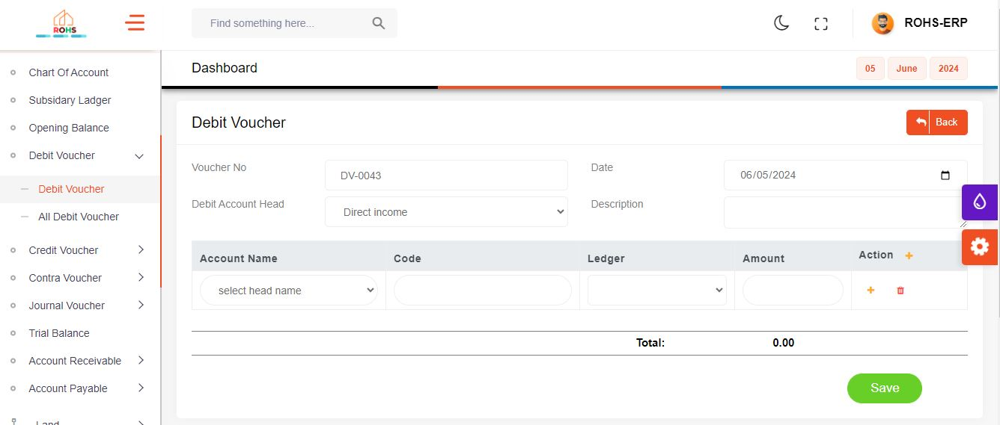 ROHS
Find something here...
ROHS-ERP
Dashboard
05 June 2024
Chart Of Account
Subsidary Ladger
Opening Balance
Debit Voucher
Debit Voucher
All Debit Voucher
Credit Voucher
Contra Voucher
Journal Voucher
Trial Balance
Account Receivable
Account Payable
Land
Debit Voucher
Back
Voucher No DV-0043 Date 06/05/2024
Debit Account Head Direct income Description
Account Name Code Ledger Amount Action
select head name
Total: 0.00
Save